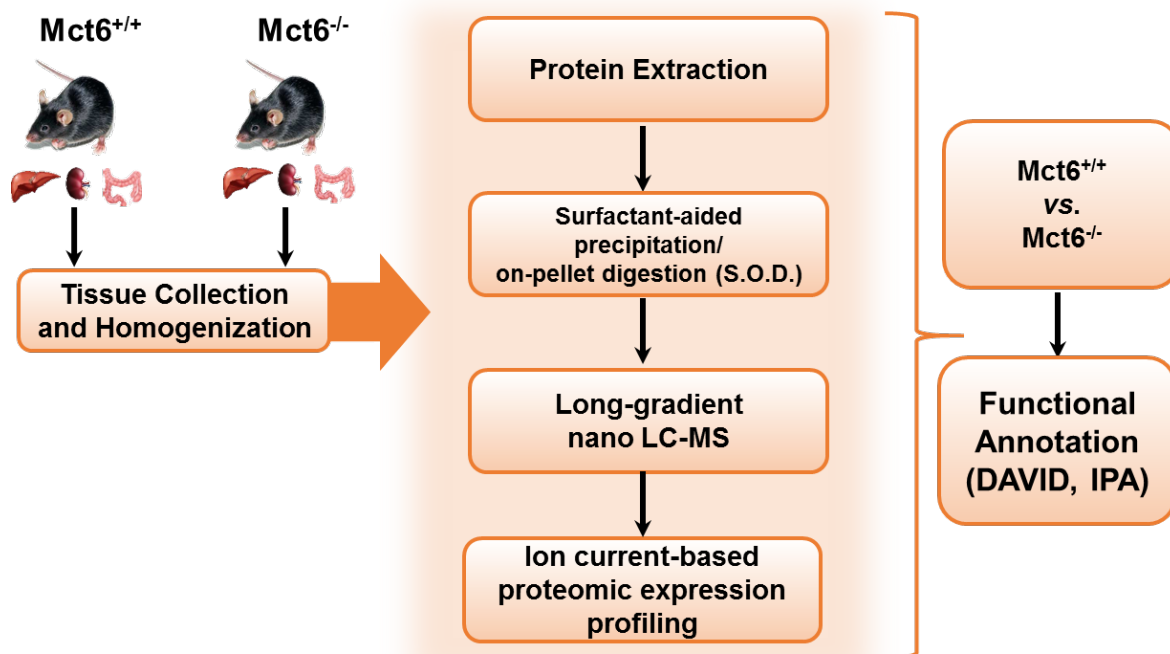 Mct6+/+
Mct6-/-
Tissue Collection
and Homogenization
Protein Extraction
Surfactant-aided
precipitation/
on-pellet digestion (S.O.D.)
Long-gradient
nano LC-MS
Ion current-based
proteomic expression
profiling
Mct6+/+
vs.
Mct6-/-
Functional
Annotation
(DAVID, IPA)